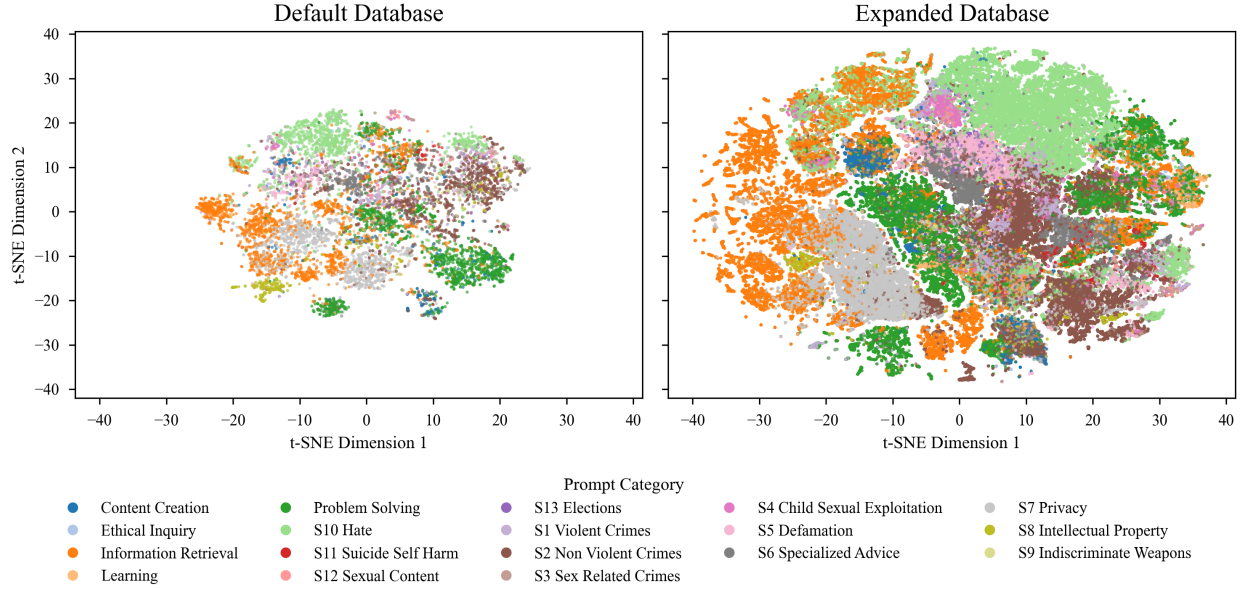 Default Database
Expanded Database
40
30
20
10
0
−10
−20
−30
−40
t-SNE Dimension 2
−40 −30 −20 −10 0 10 20 30 40
−40 −30 −20 −10 0 10 20 30 40
t-SNE Dimension 1
t-SNE Dimension 1
Prompt Category
Content Creation
Ethical Inquiry
Information Retrieval
Learning
Problem Solving
S10 Hate
S11 Suicide Self Harm
S12 Sexual Content
S13 Elections
S1 Violent Crimes
S2 Non Violent Crimes
S3 Sex Related Crimes
S4 Child Sexual Exploitation
S5 Defamation
S6 Specialized Advice
S7 Privacy
S8 Intellectual Property
S9 Indiscriminate Weapons